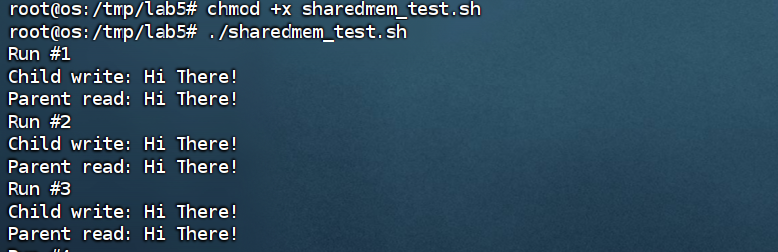 root@os:/tmp/lab5# chmod +x sharedmem_test.sh
root@os:/tmp/lab5# ./sharedmem_test.sh
Run #1
Child write: Hi There!
Parent read: Hi There!
Run #2
Child write: Hi There!
Parent read: Hi There!
Run #3
Child write: Hi There!
Parent read: Hi There!